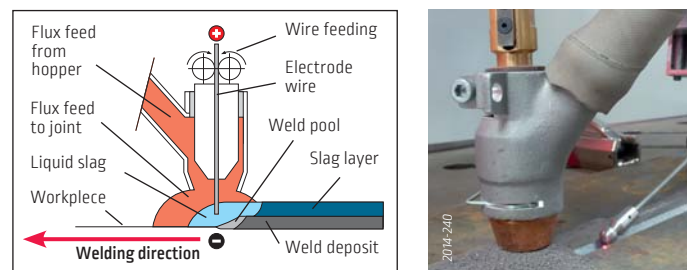 Flux feed
from
hopper
Flux feed
to joint
Liquid slag
Workpiece
Welding direction
+
Wire feeding
Electrode
wire
Weld pool
Slag layer
Weld deposit
−
2014-240